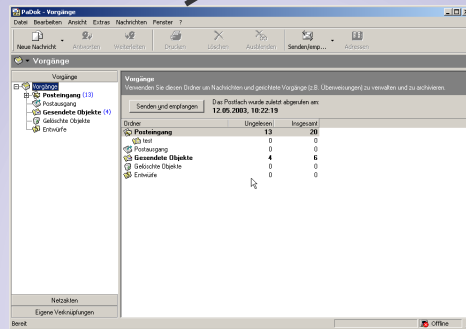 PaDok - Vorgänge
Datei Bearbeiten Ansicht Extras Nachrichten Fenster ?
Neue Nachricht Antworten Weiterleiten Drucken Löschen Ausblenden Senden/emp... Adressen
Vorgänge
Vorgänge
Vorgänge
Posteingang (13)
Postausgang
Gesendete Objekte (4)
Gelöschte Objekte
Entwürfe
Netzakten
Eigene Verknüpfungen
Vorgänge
Verwenden Sie diesen Ordner um Nachrichten und gerichtete Vorgänge (z.B. Überweisungen) zu verwalten und zu archivieren.
Senden und empfangen
Das Postfach wurde zuletzt abgerufen am:
12.05.2003, 10:22:19
Ordner Ungelesen Insgesamt
Posteingang 13 20
test 0 0
Postausgang 0 0
Gesendete Objekte 4 6
Gelöschte Objekte 0 0
Entwürfe 0 0
Bereit Offline